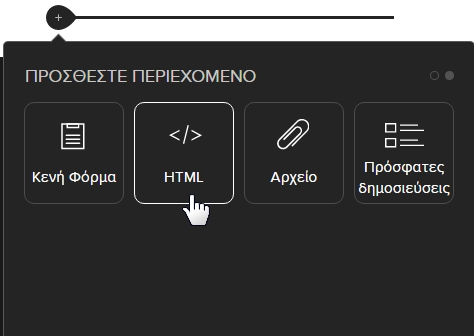 ΠΡΟΣΘΕΣΤΕ ΠΕΡΙΕΧΟΜΕΝΟ
Κενή Φόρμα
</> HTML
Αρχείο
Πρόσφατες
δημοσιεύσεις